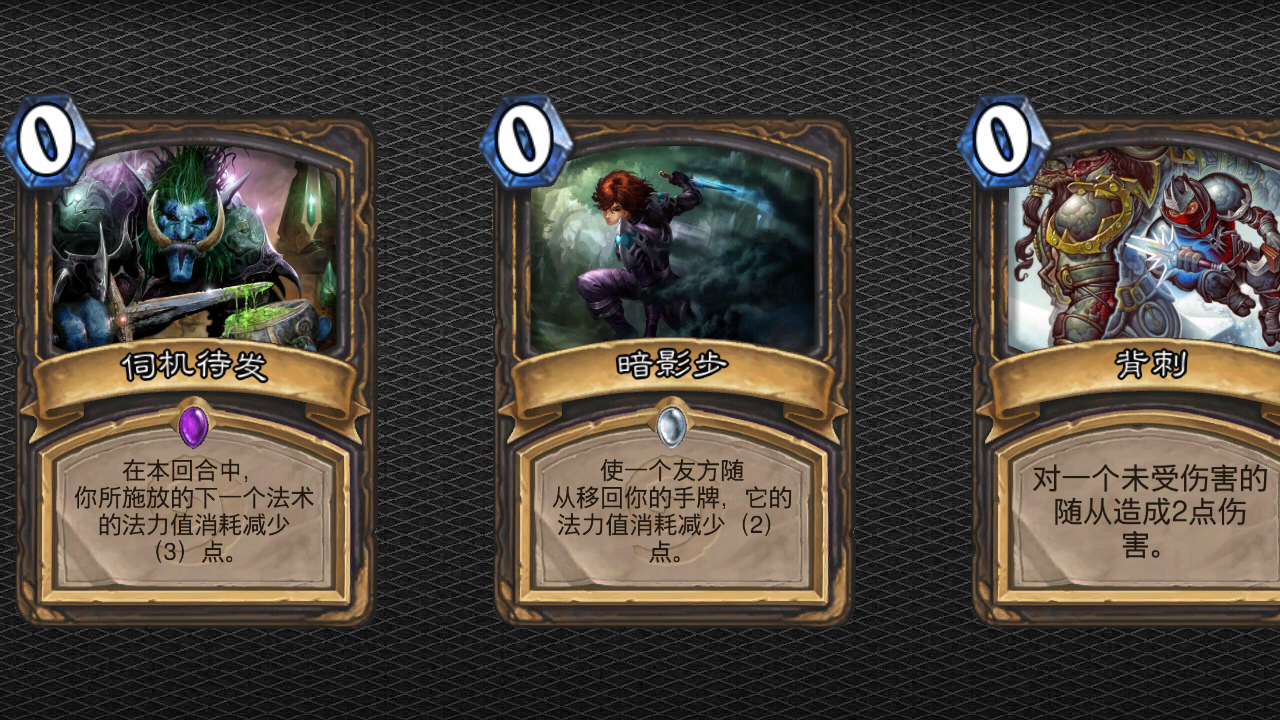 0
伺机待发
在本回合中，
你所施放的下一个法术
的法力值消耗减少
（3）点。
0
暗影步
使一个友方随
从移回你的手牌，它的
法力值消耗减少（2）
点。
0
背刺
对一个未受伤害的
随从造成2点伤
害。